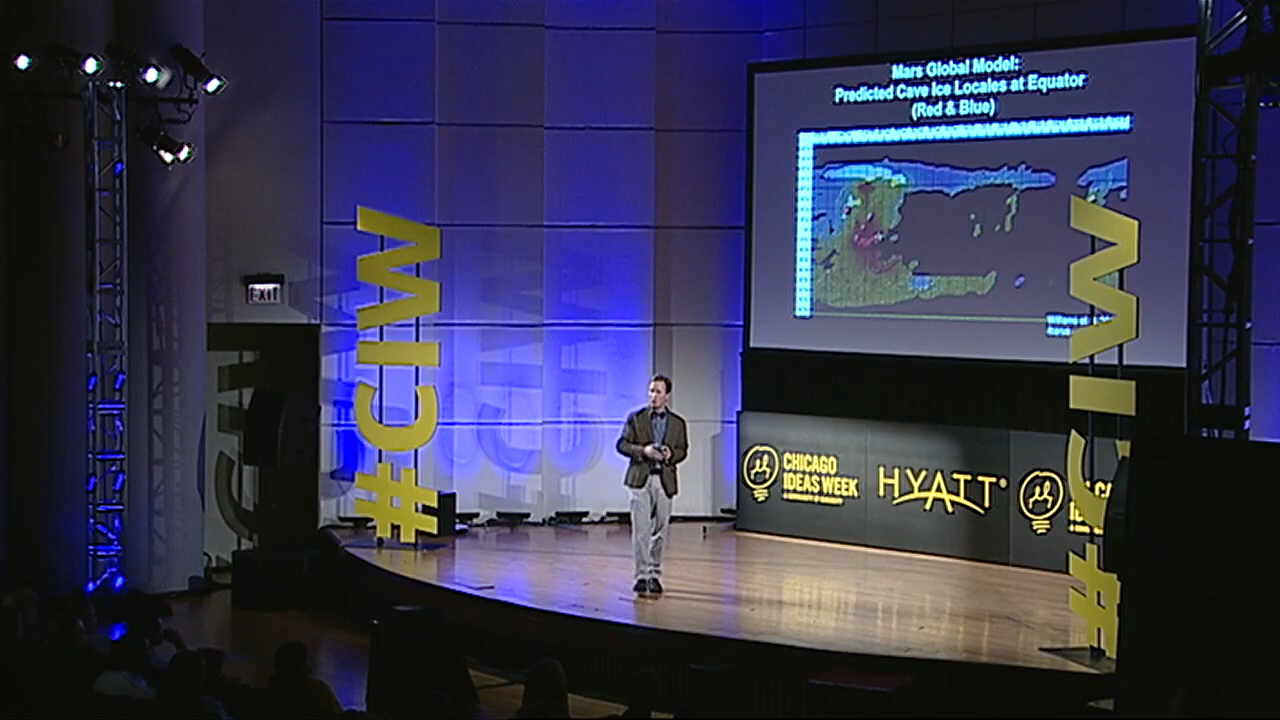 Mars Global Model:
Predicted Cave Ice Locales at Equator
(Red & Blue)
EXIT
#CIW
#CIW
CHICAGO
IDEAS WEEK
HYATT